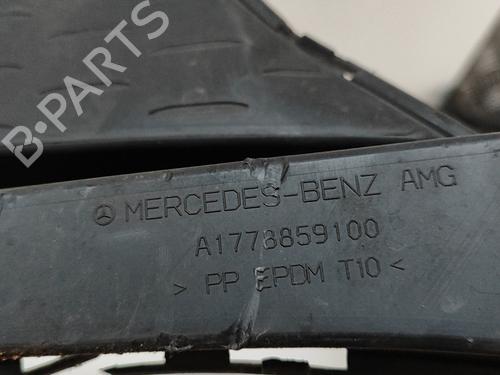 B-PARTS
MERCEDES-BENZ AMG
A1778859100
> PP EPDM T10 <